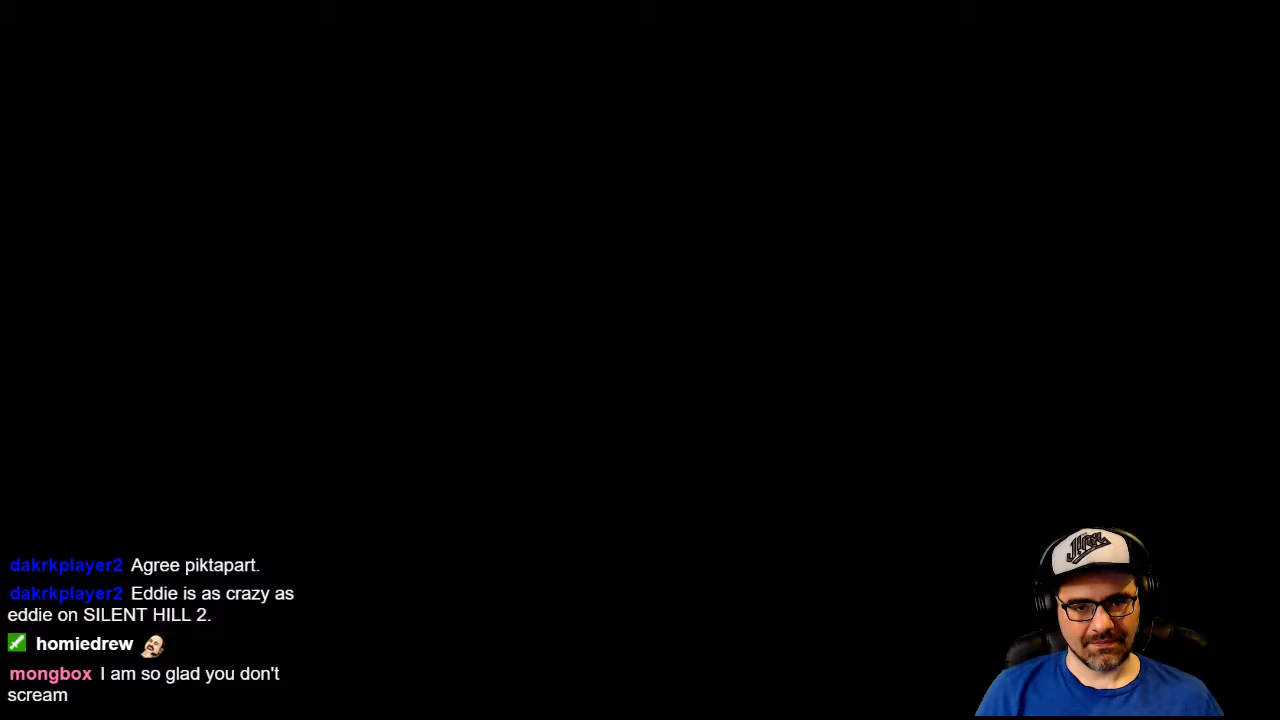 dakrkplayer2 Agree piktapart.
dakrkplayer2 Eddie is as crazy as
eddie on SILENT HILL 2.
homiedrew
mongbox I am so glad you don't
scream